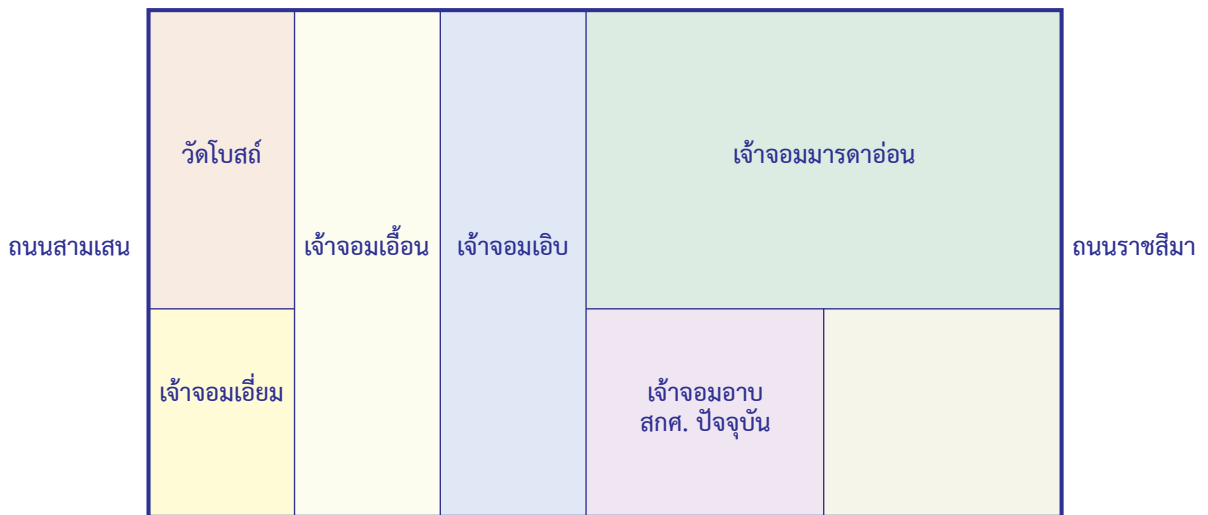 วัดโบสถ์
เจ้าจอมมารดาอ่อน
ถนนสามเสน
เจ้าจอมเอื้อน
เจ้าจอมเอิบ
ถนนราชสีมา
เจ้าจอมเอี่ยม
เจ้าจอมอาบ
สกศ. ปัจจุบัน